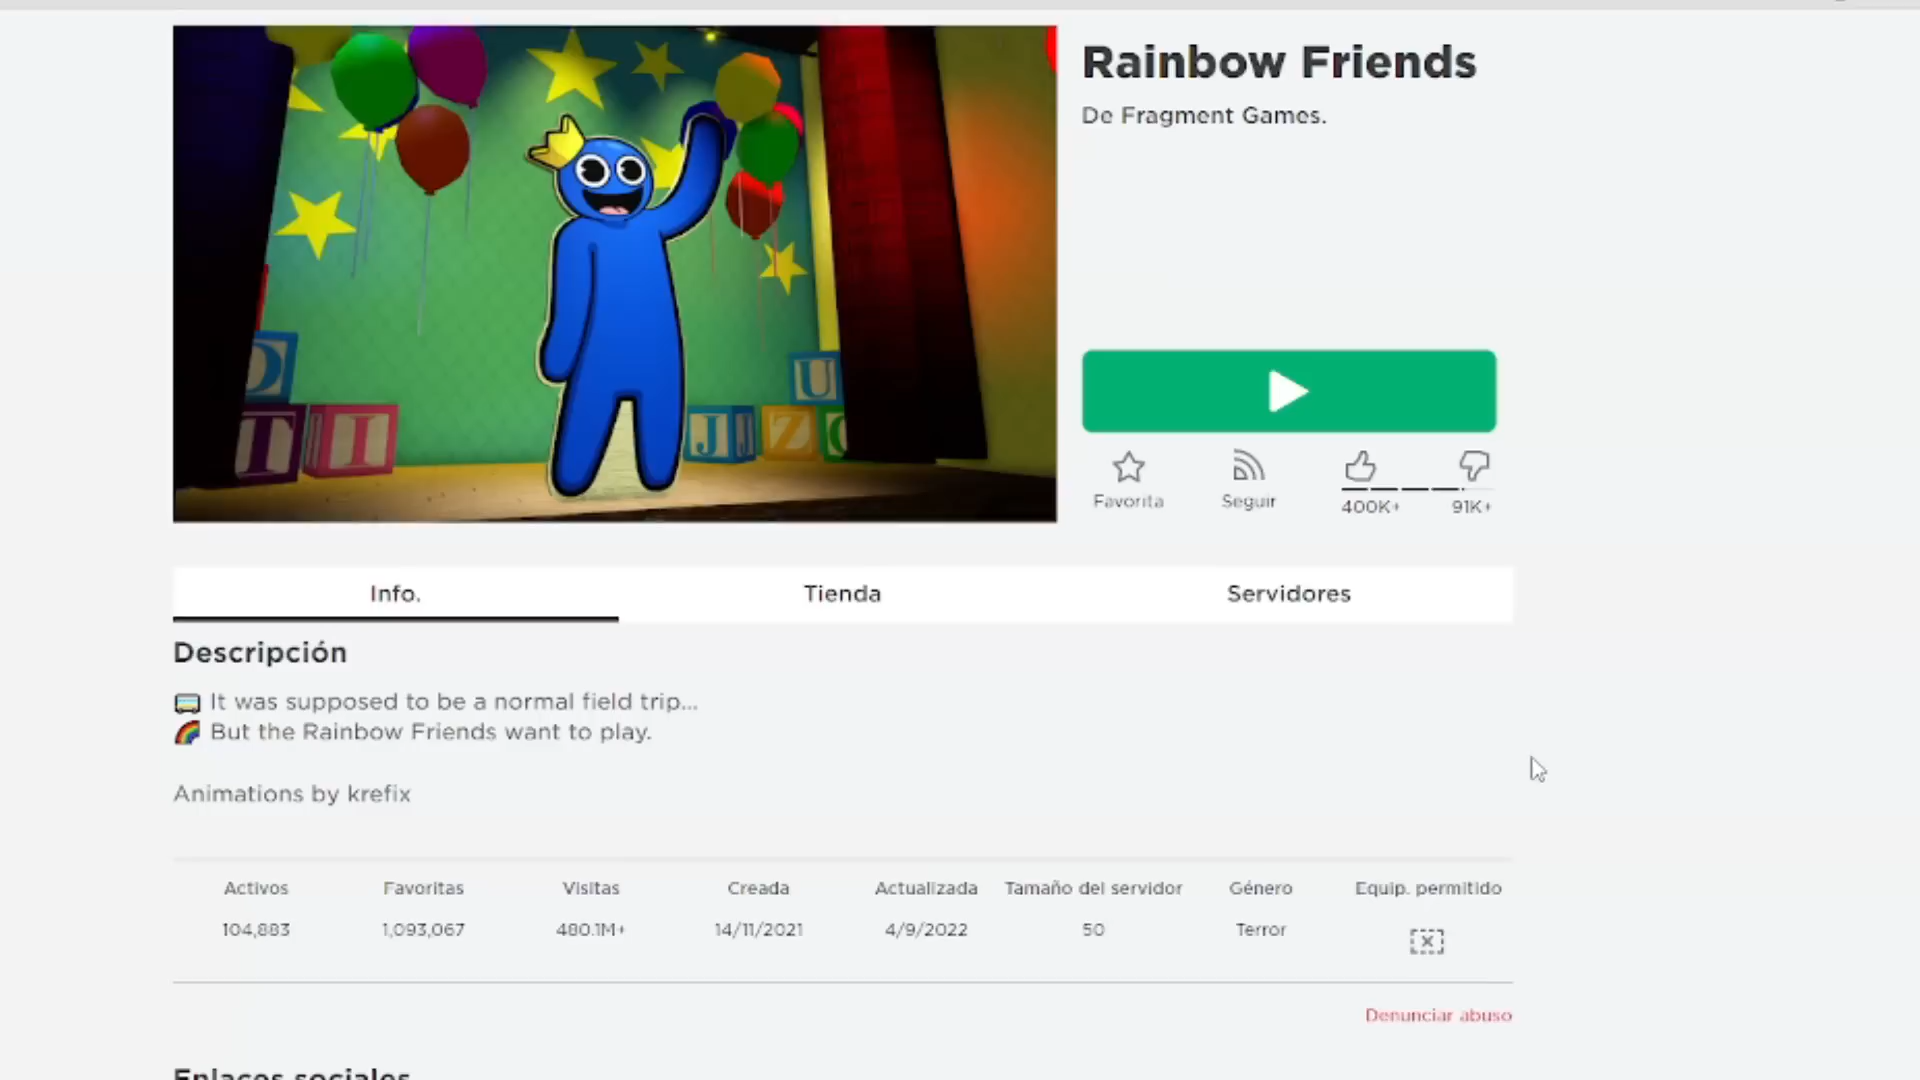 Rainbow Friends
De Fragment Games.
Favorita
Seguir
400K+
91K+
Info.
Tienda
Servidores
Descripción
It was supposed to be a normal field trip...
But the Rainbow Friends want to play.
Animations by krefix
Activos
Favoritas
Visitas
Creada
Actualizada
Tamaño del servidor
Género
Equip. permitido
104,883
1,093,067
480.1M+
14/11/2021
4/9/2022
50
Terror
Denunciar abuso
Enlaces sociales